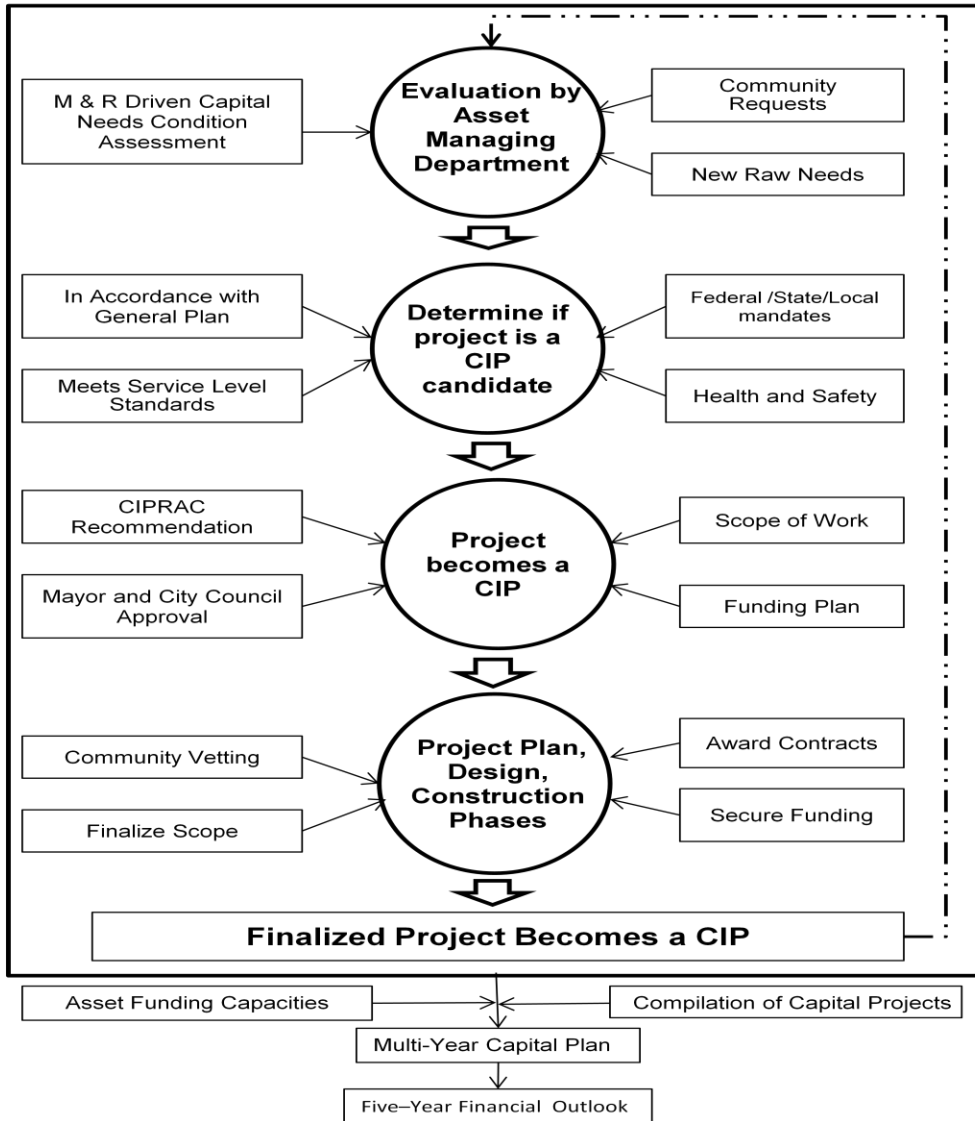 M & R Driven Capital
Needs Condition
Assessment
Evaluation by
Asset
Managing
Department
Community
Requests
New Raw Needs
In Accordance with
General Plan
Meets Service Level
Standards
Determine if
project is a
CIP
candidate
Federal /State/Local
mandates
Health and Safety
CIPRAC
Recommendation
Mayor and City Council
Approval
Project
becomes a
CIP
Scope of Work
Funding Plan
Community Vetting
Finalize Scope
Project Plan,
Design,
Construction
Phases
Award Contracts
Secure Funding
Finalized Project Becomes a CIP
Asset Funding Capacities
Compilation of Capital Projects
Multi-Year Capital Plan
Five–Year Financial Outlook